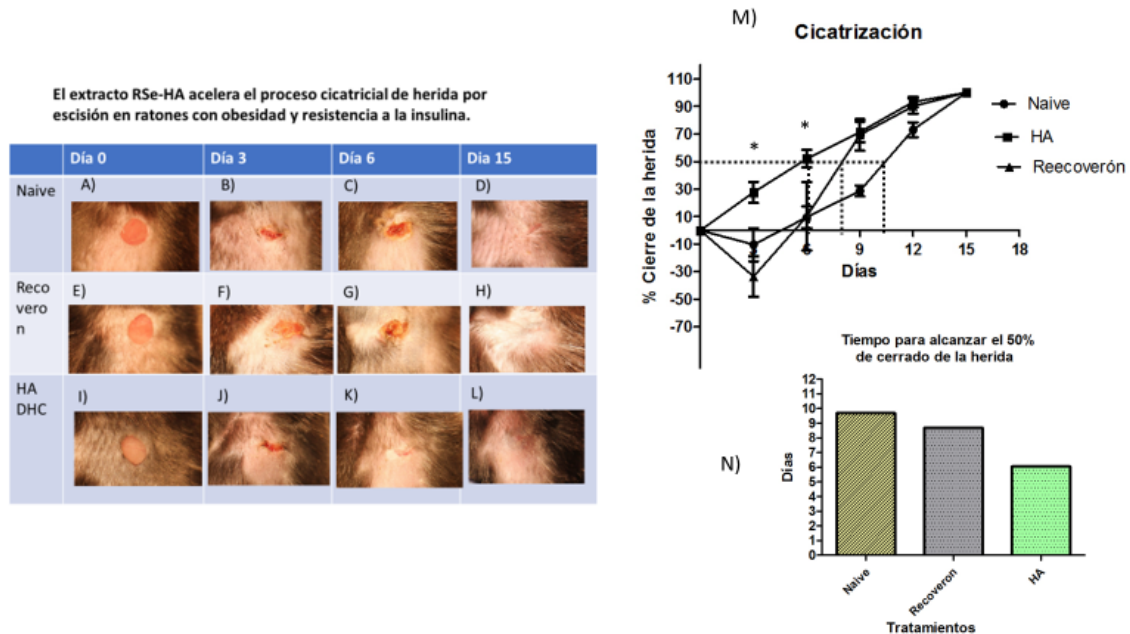 El extracto RSe-HA acelera el proceso cicatricial de herida por
escisión en ratones con obesidad y resistencia a la insulina.
Día 0
Día 3
Día 6
Dia 15
Naive
A)
B)
C)
D)
Reco
vero
n
E)
F)
G)
H)
HA
DHC
I)
J)
K)
L)
M)
Cicatrización
% Cierre de la herida
110
90
70
50
30
10
-10
-30
-50
-70
*
*
6
9
12
15
18
Días
Naive
HA
Reecoverón
Tiempo para alcanzar el 50%
de cerrado de la herida
N)
Días
12
11
10
9
8
7
6
5
4
3
2
1
0
Naive
Recoveron
HA
Tratamientos